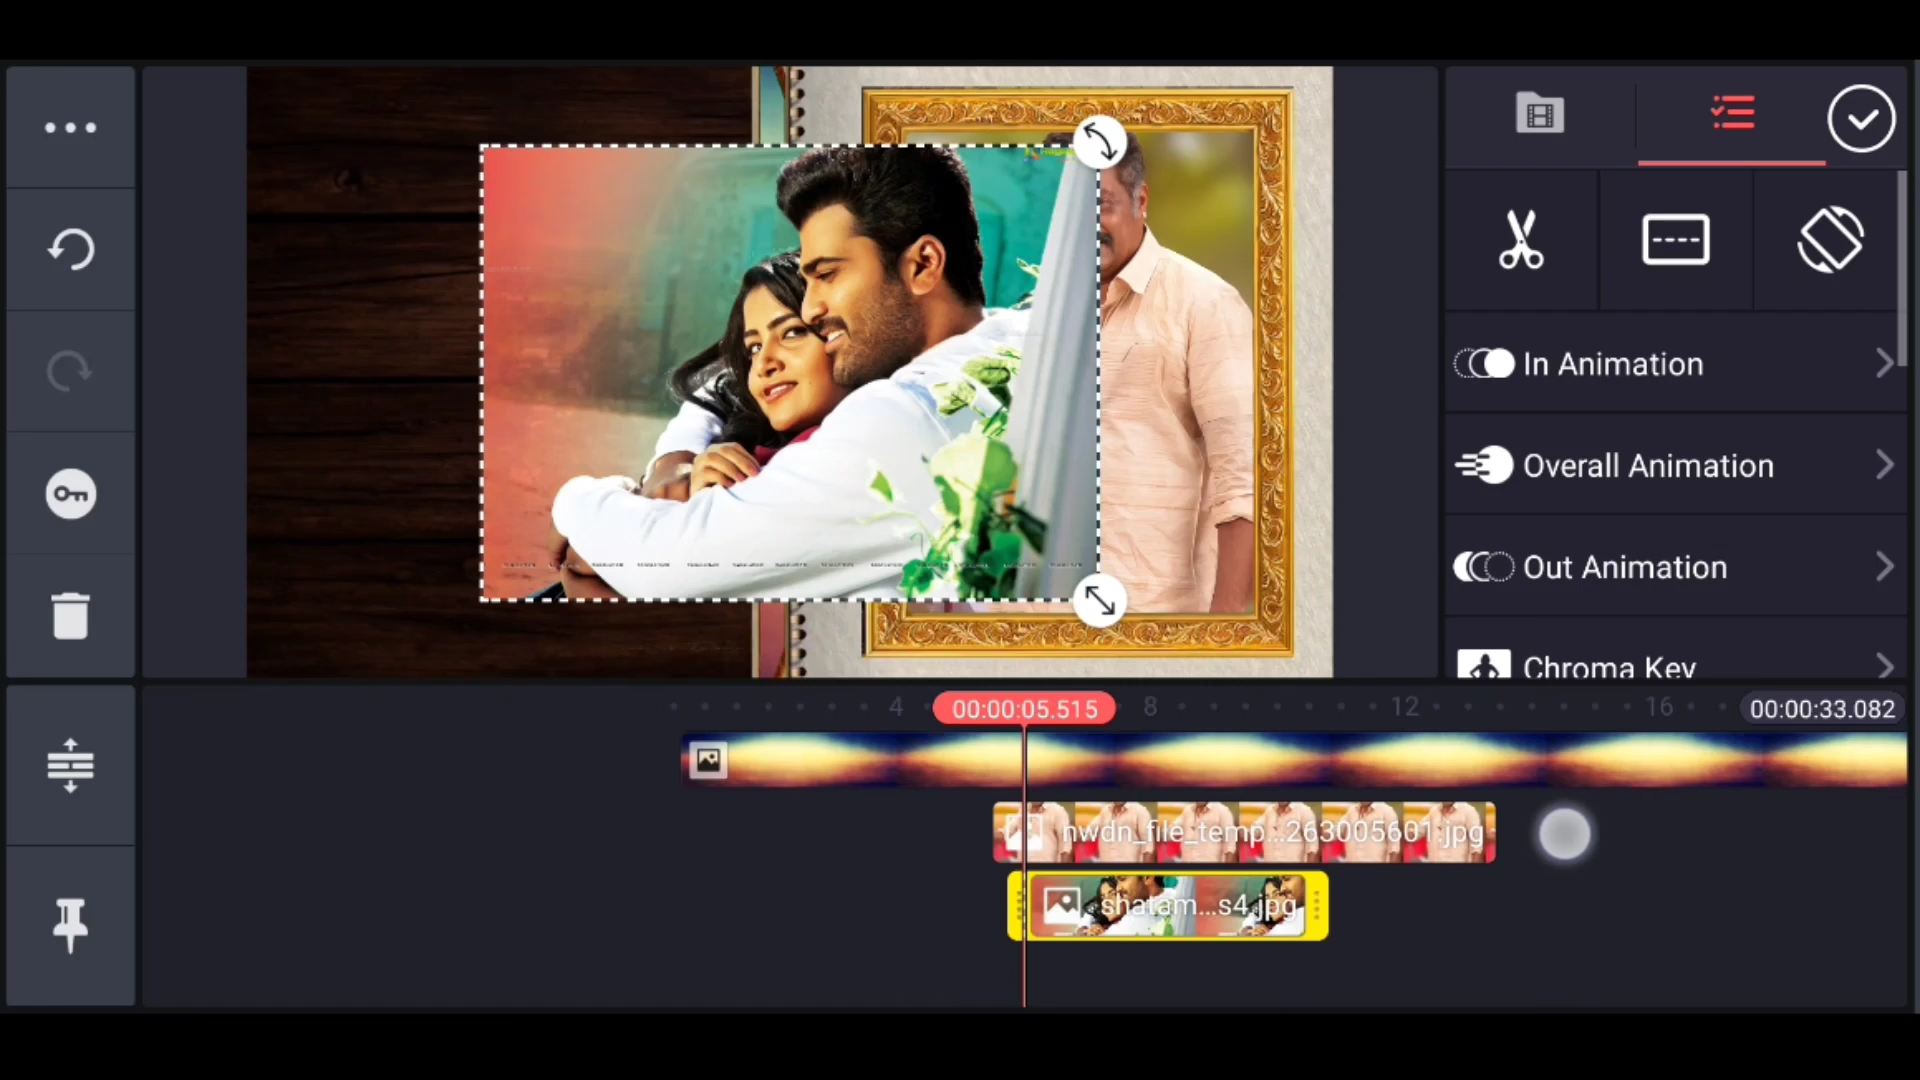 In Animation
Overall Animation
Out Animation
Chroma Key
4
00:00:05.515
8
12
16
00:00:33.082
nwdn_file_temp...263005601.jpg
shatam...s4.jpg